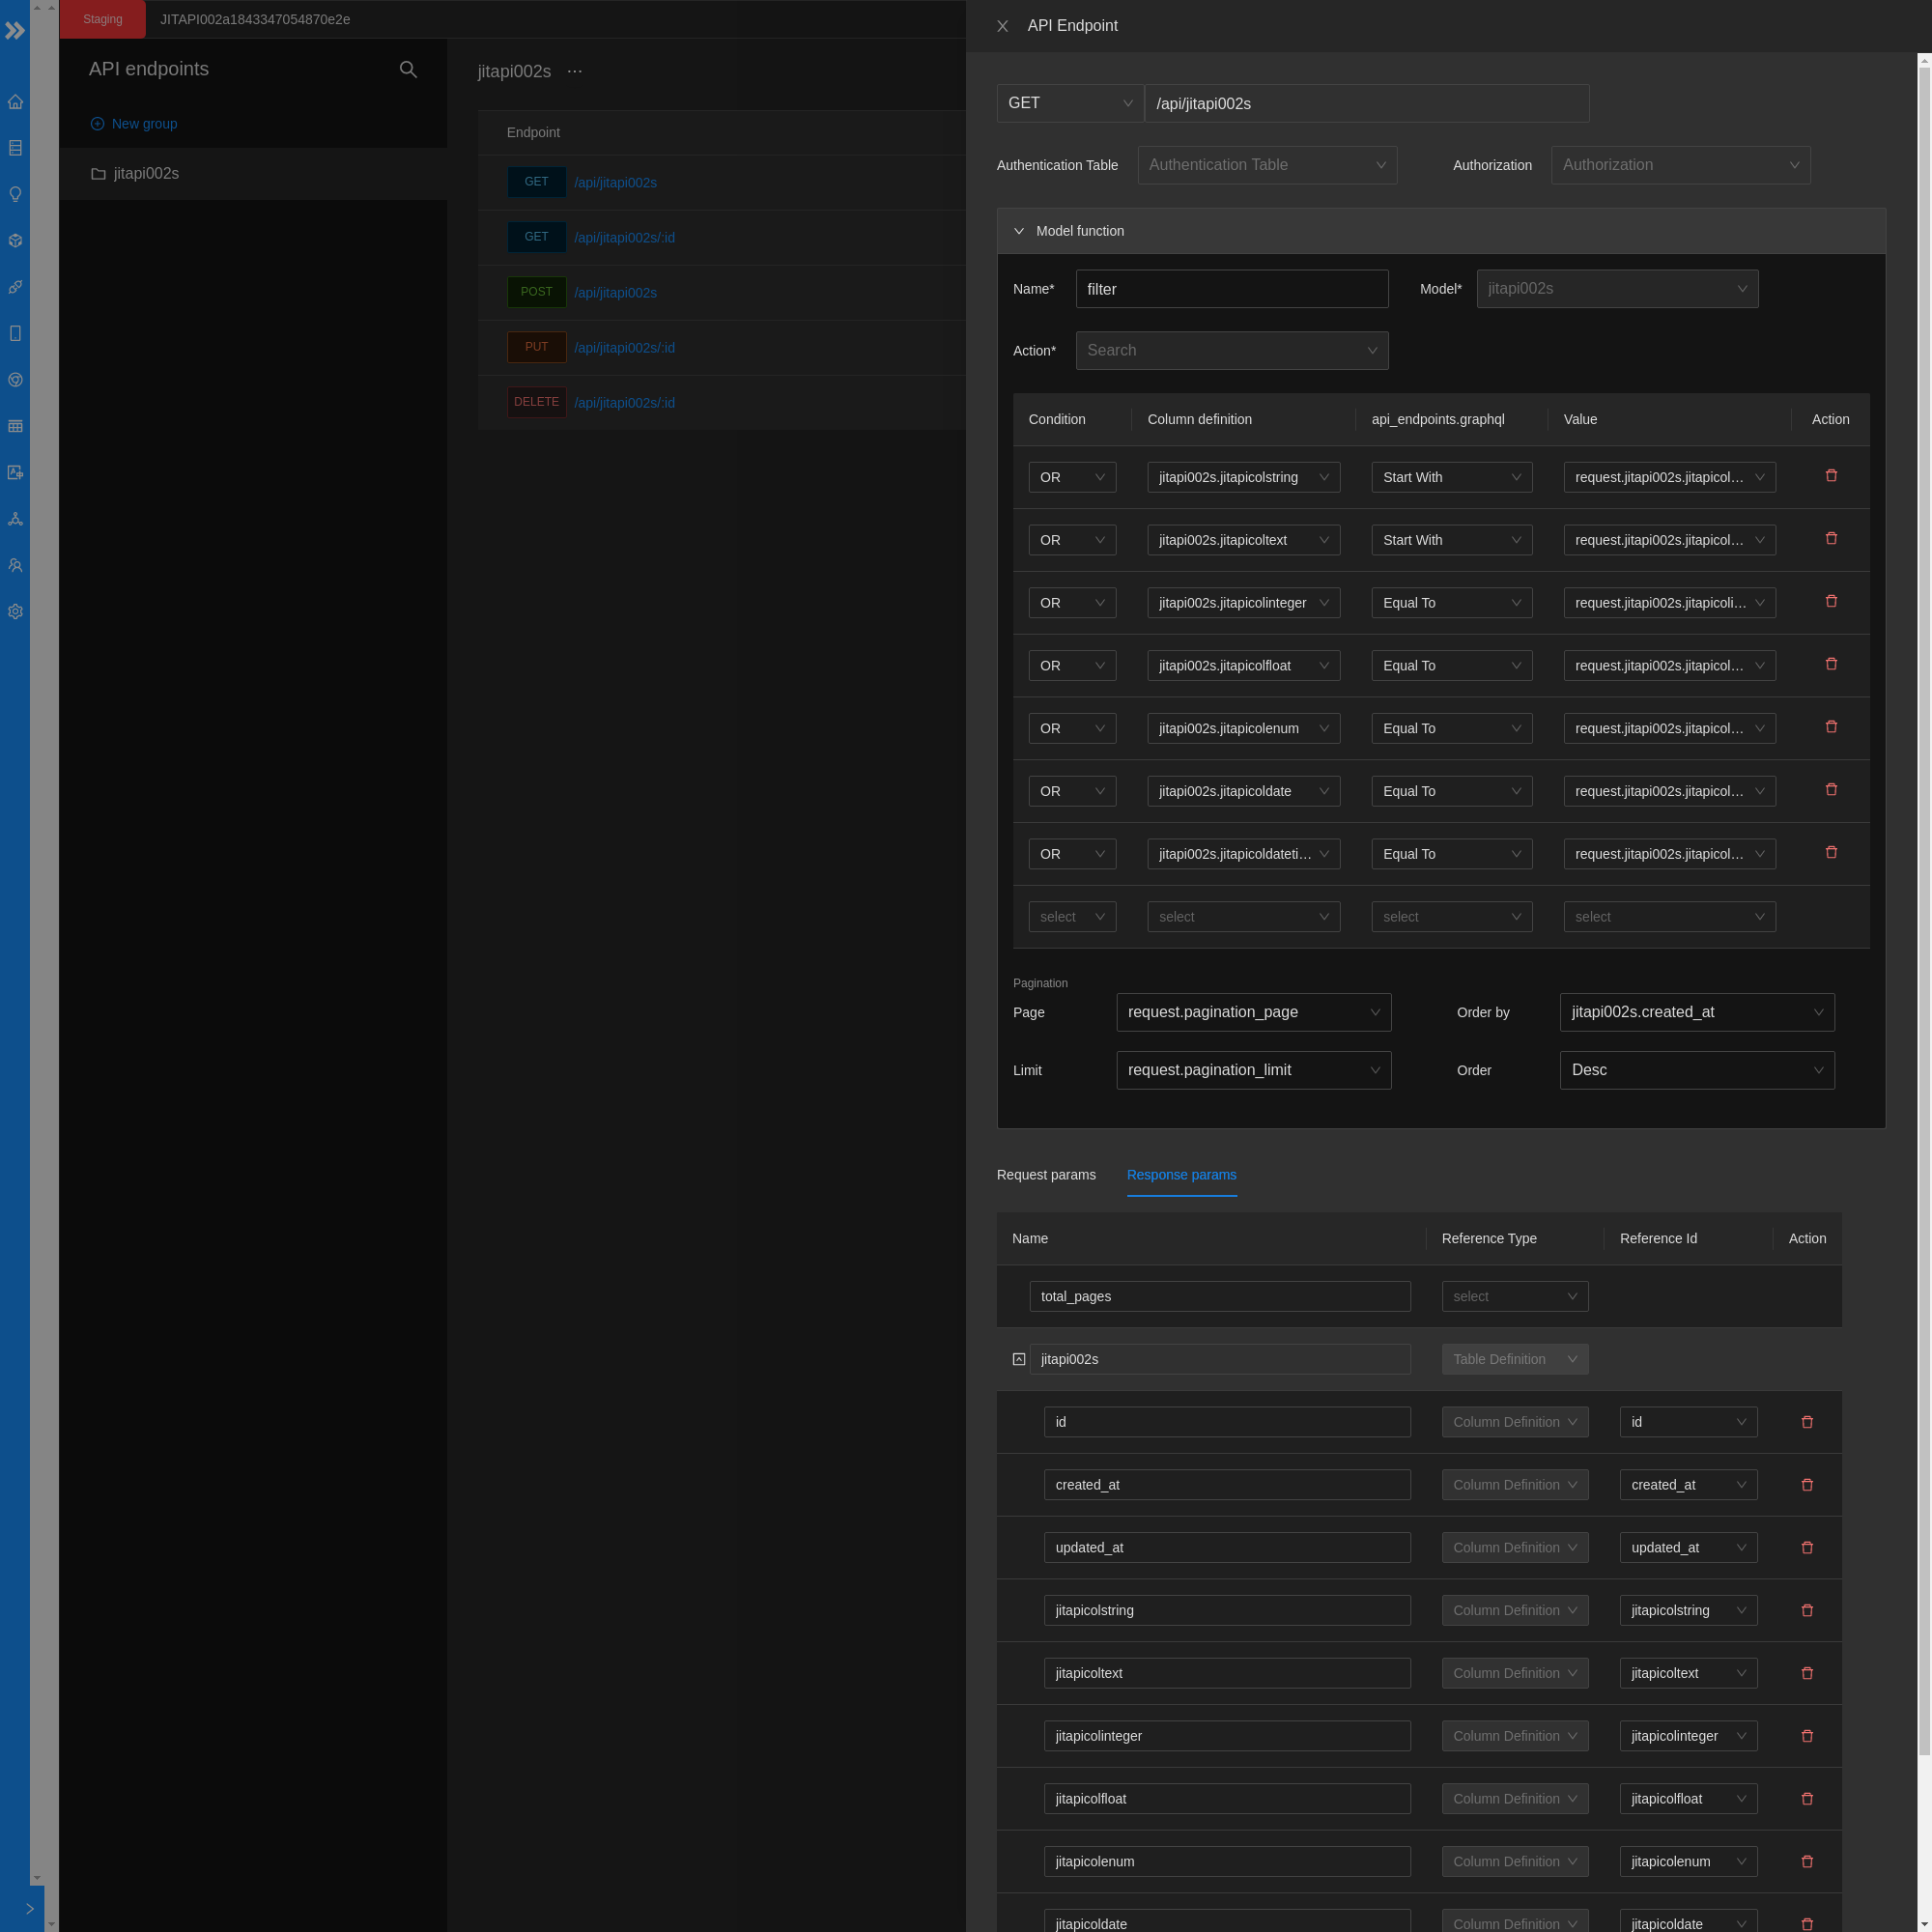 Staging
JITAPI002a1843347054870e2e
API endpoints
New group
jitapi002s
jitapi002s ...
Endpoint
GET /api/jitapi002s
GET /api/jitapi002s/:id
POST /api/jitapi002s
PUT /api/jitapi002s/:id
DELETE /api/jitapi002s/:id
API Endpoint
GET /api/jitapi002s
Authentication Table Authentication Table Authorization Authorization
Model function
Name* filter Model* jitapi002s
Action* Search
Condition Column definition api_endpoints.graphql Value Action
OR jitapi002s.jitapicolstring Start With request.jitapi002s.jitapicol...
OR jitapi002s.jitapicoltext Start With request.jitapi002s.jitapicol...
OR jitapi002s.jitapicolinteger Equal To request.jitapi002s.jitapicoli...
OR jitapi002s.jitapicolfloat Equal To request.jitapi002s.jitapicol...
OR jitapi002s.jitapicolenum Equal To request.jitapi002s.jitapicol...
OR jitapi002s.jitapicoldate Equal To request.jitapi002s.jitapicol...
OR jitapi002s.jitapicoldateti... Equal To request.jitapi002s.jitapicol...
select select select select
Pagination
Page request.pagination_page Order by jitapi002s.created_at
Limit request.pagination_limit Order Desc
Request params Response params
Name Reference Type Reference Id Action
total_pages select
jitapi002s Table Definition
id Column Definition id
created_at Column Definition created_at
updated_at Column Definition updated_at
jitapicolstring Column Definition jitapicolstring
jitapicoltext Column Definition jitapicoltext
jitapicolinteger Column Definition jitapicolinteger
jitapicolfloat Column Definition jitapicolfloat
jitapicolenum Column Definition jitapicolenum
jitapicoldate Column Definition jitapicoldate